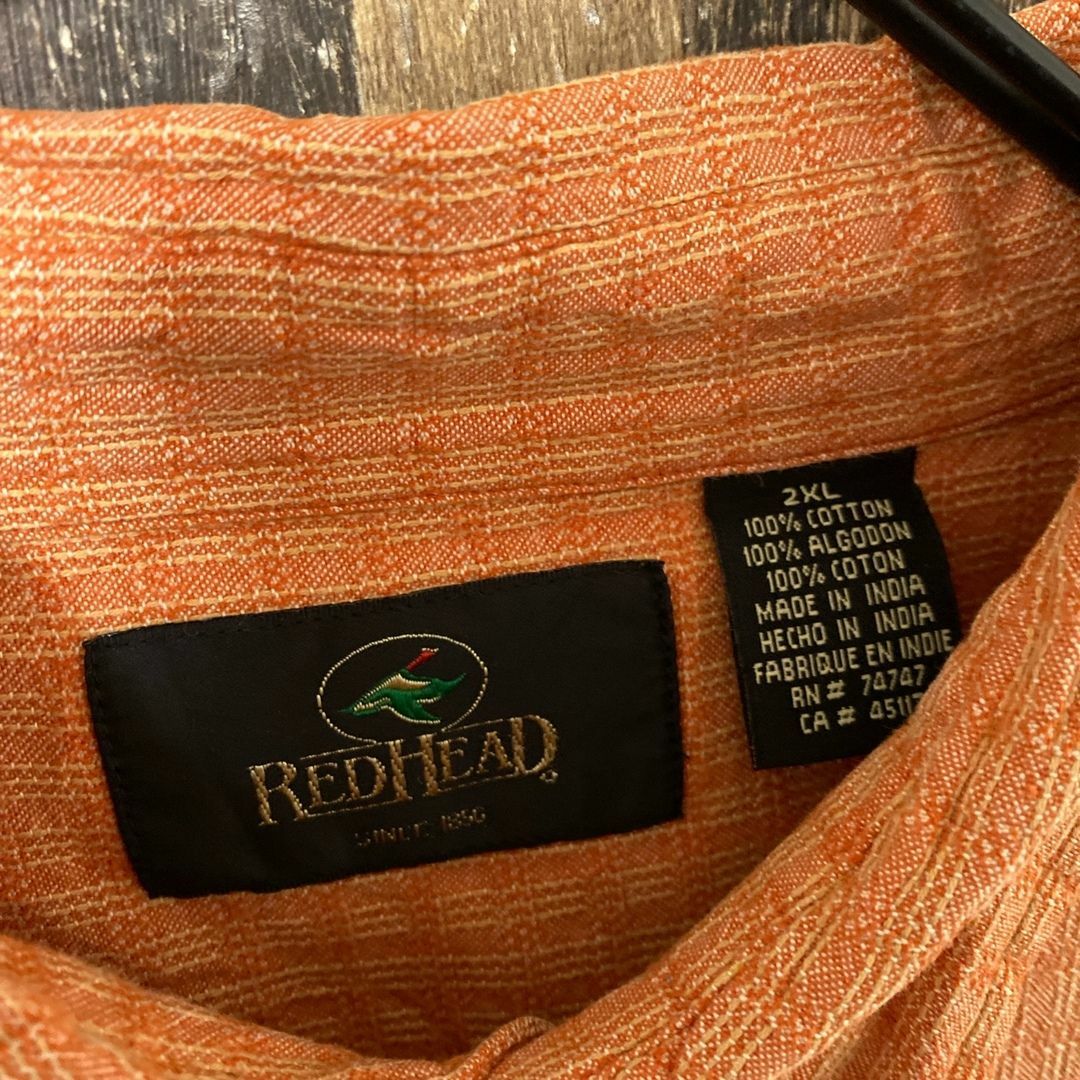 REDHEAD
SINCE 1856
2XL
100% COTTON
100% ALGODON
100% COTON
MADE IN INDIA
HECHO IN INDIA
FABRIQUE EN INDIE
RN # 74747
CA #